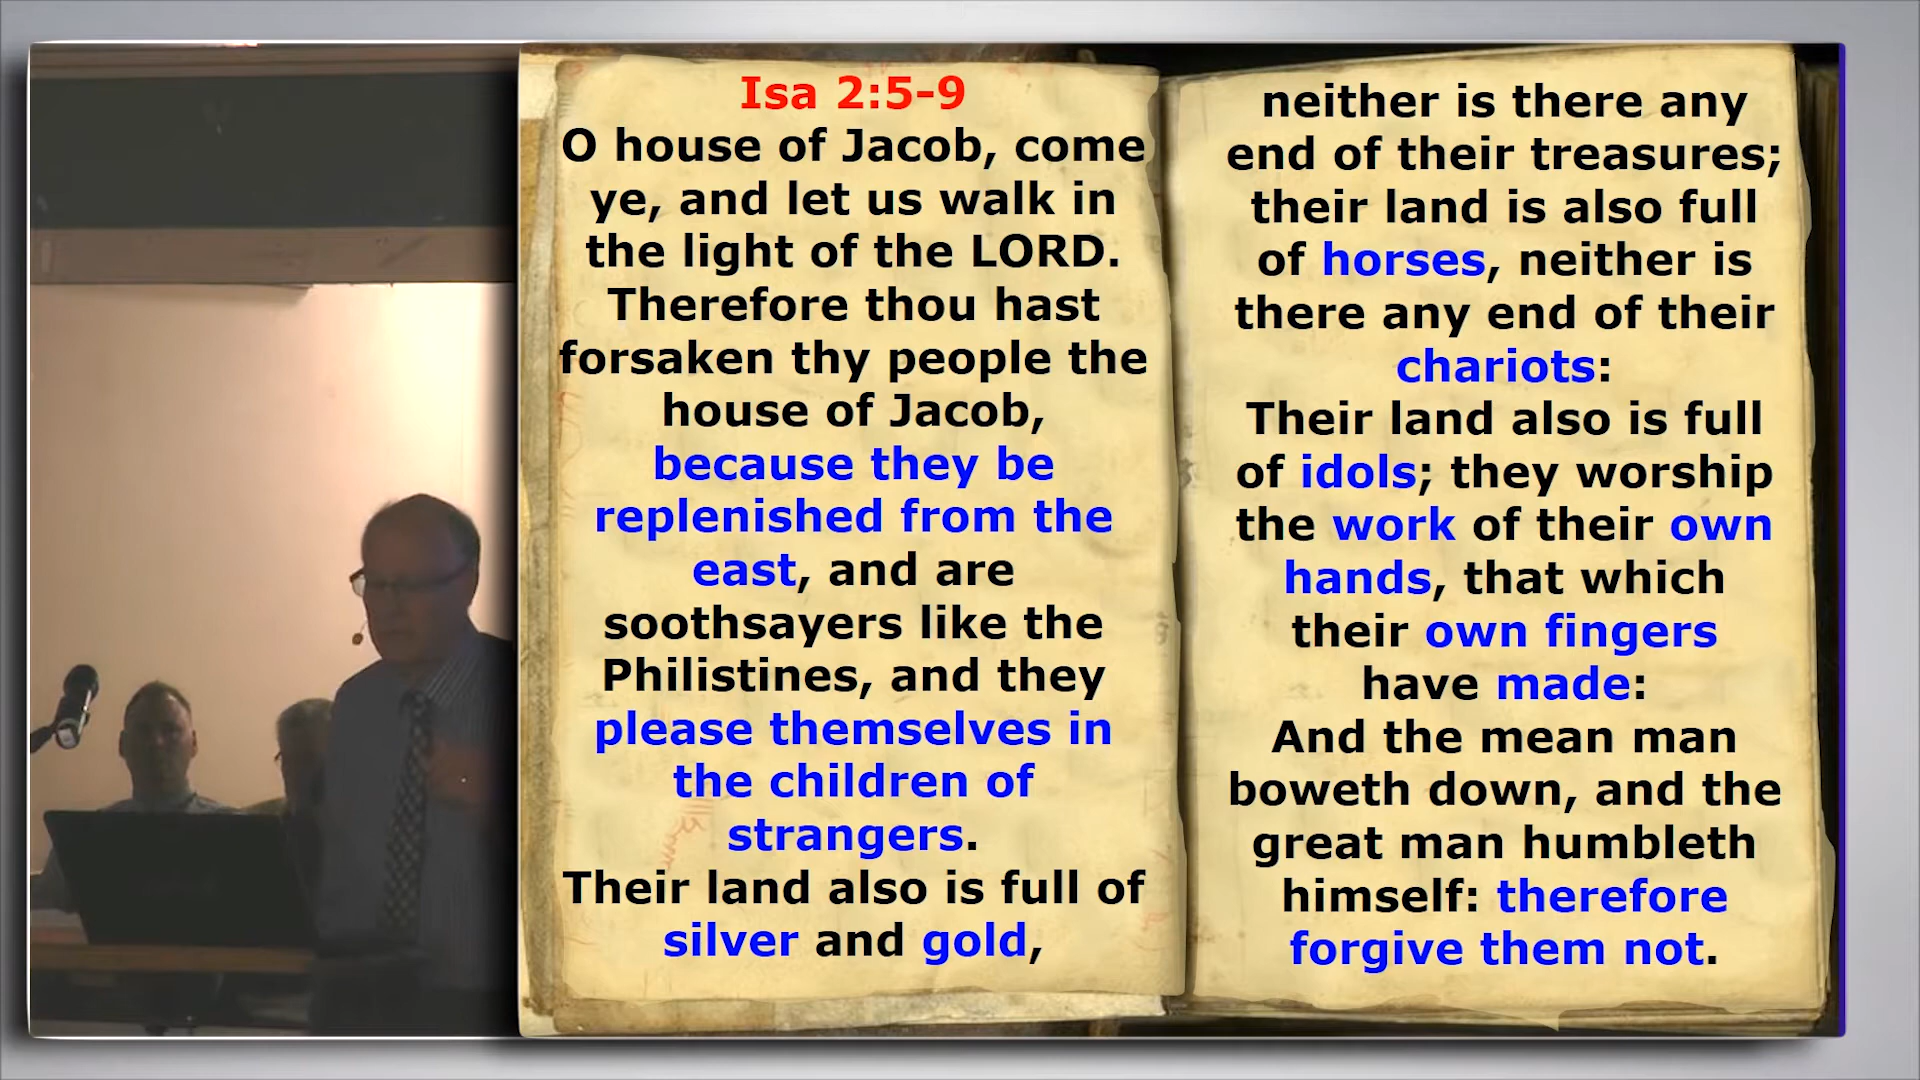 Isa 2:5-9
O house of Jacob, come
ye, and let us walk in
the light of the LORD.
Therefore thou hast
forsaken thy people the
house of Jacob,
because they be
replenished from the
east, and are
soothsayers like the
Philistines, and they
please themselves in
the children of
strangers.
Their land also is full of
silver and gold,
neither is there any
end of their treasures;
their land is also full
of horses, neither is
there any end of their
chariots:
Their land also is full
of idols; they worship
the work of their own
hands, that which
their own fingers
have made:
And the mean man
boweth down, and the
great man humbleth
himself: therefore
forgive them not.